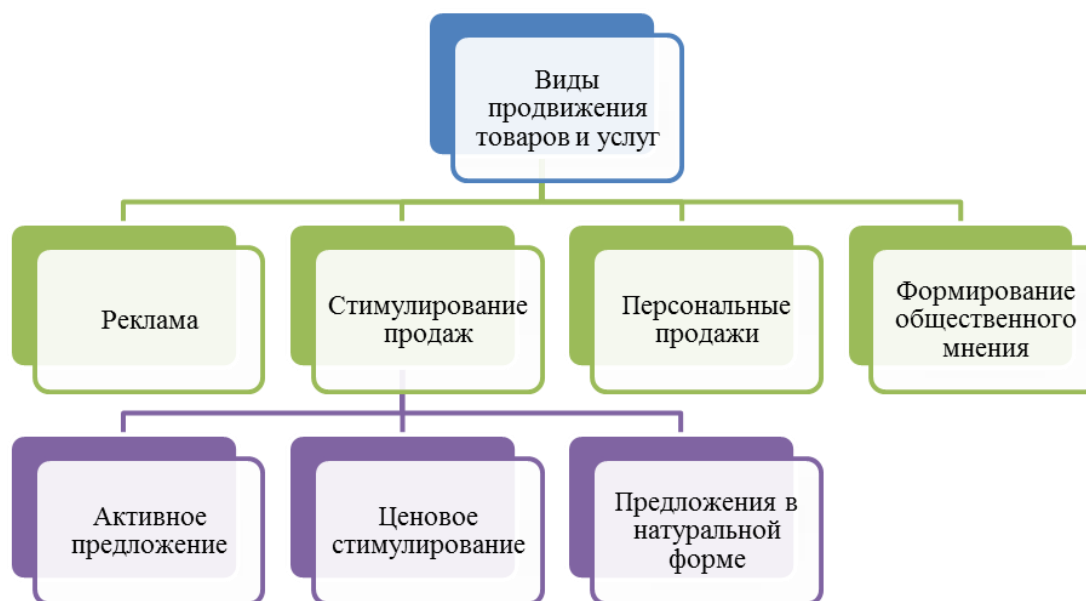 Виды
продвижения
товаров и услуг
Реклама
Стимулирование
продаж
Персональные
продажи
Формирование
общественного
мнения
Активное
предложение
Ценовое
стимулирование
Предложения в
натуральной
форме